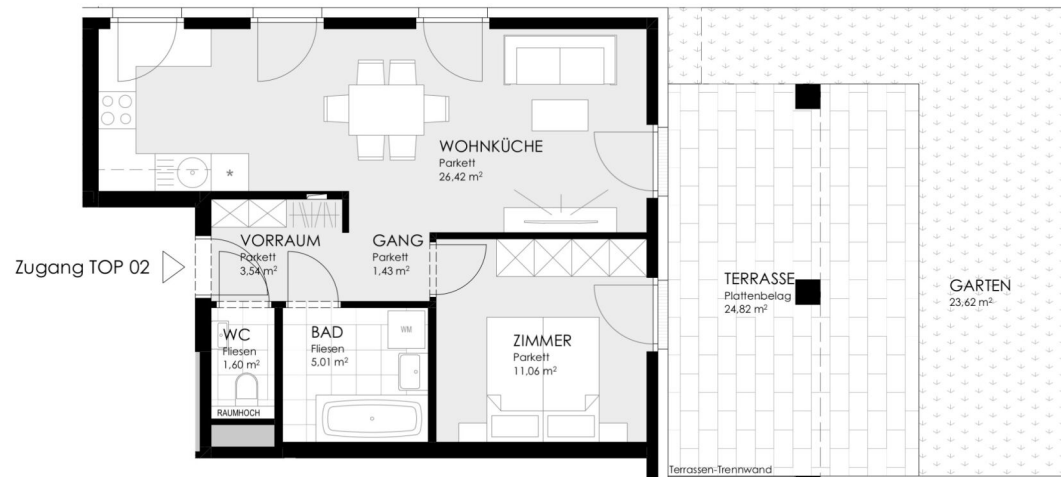 WOHNKÜCHE
Parkett
26,42 m²
VORRAUM
Parkett
3,54 m²
GANG
Parkett
1,43 m²
Zugang TOP 02
TERRASSE
Plattenbelag
24,82 m²
GARTEN
23,62 m²
WC
Fliesen
1,60 m²
BAD
Fliesen
5,01 m²
WM
ZIMMER
Parkett
11,06 m²
RAUMHOCH
Terrassen-Trennwand